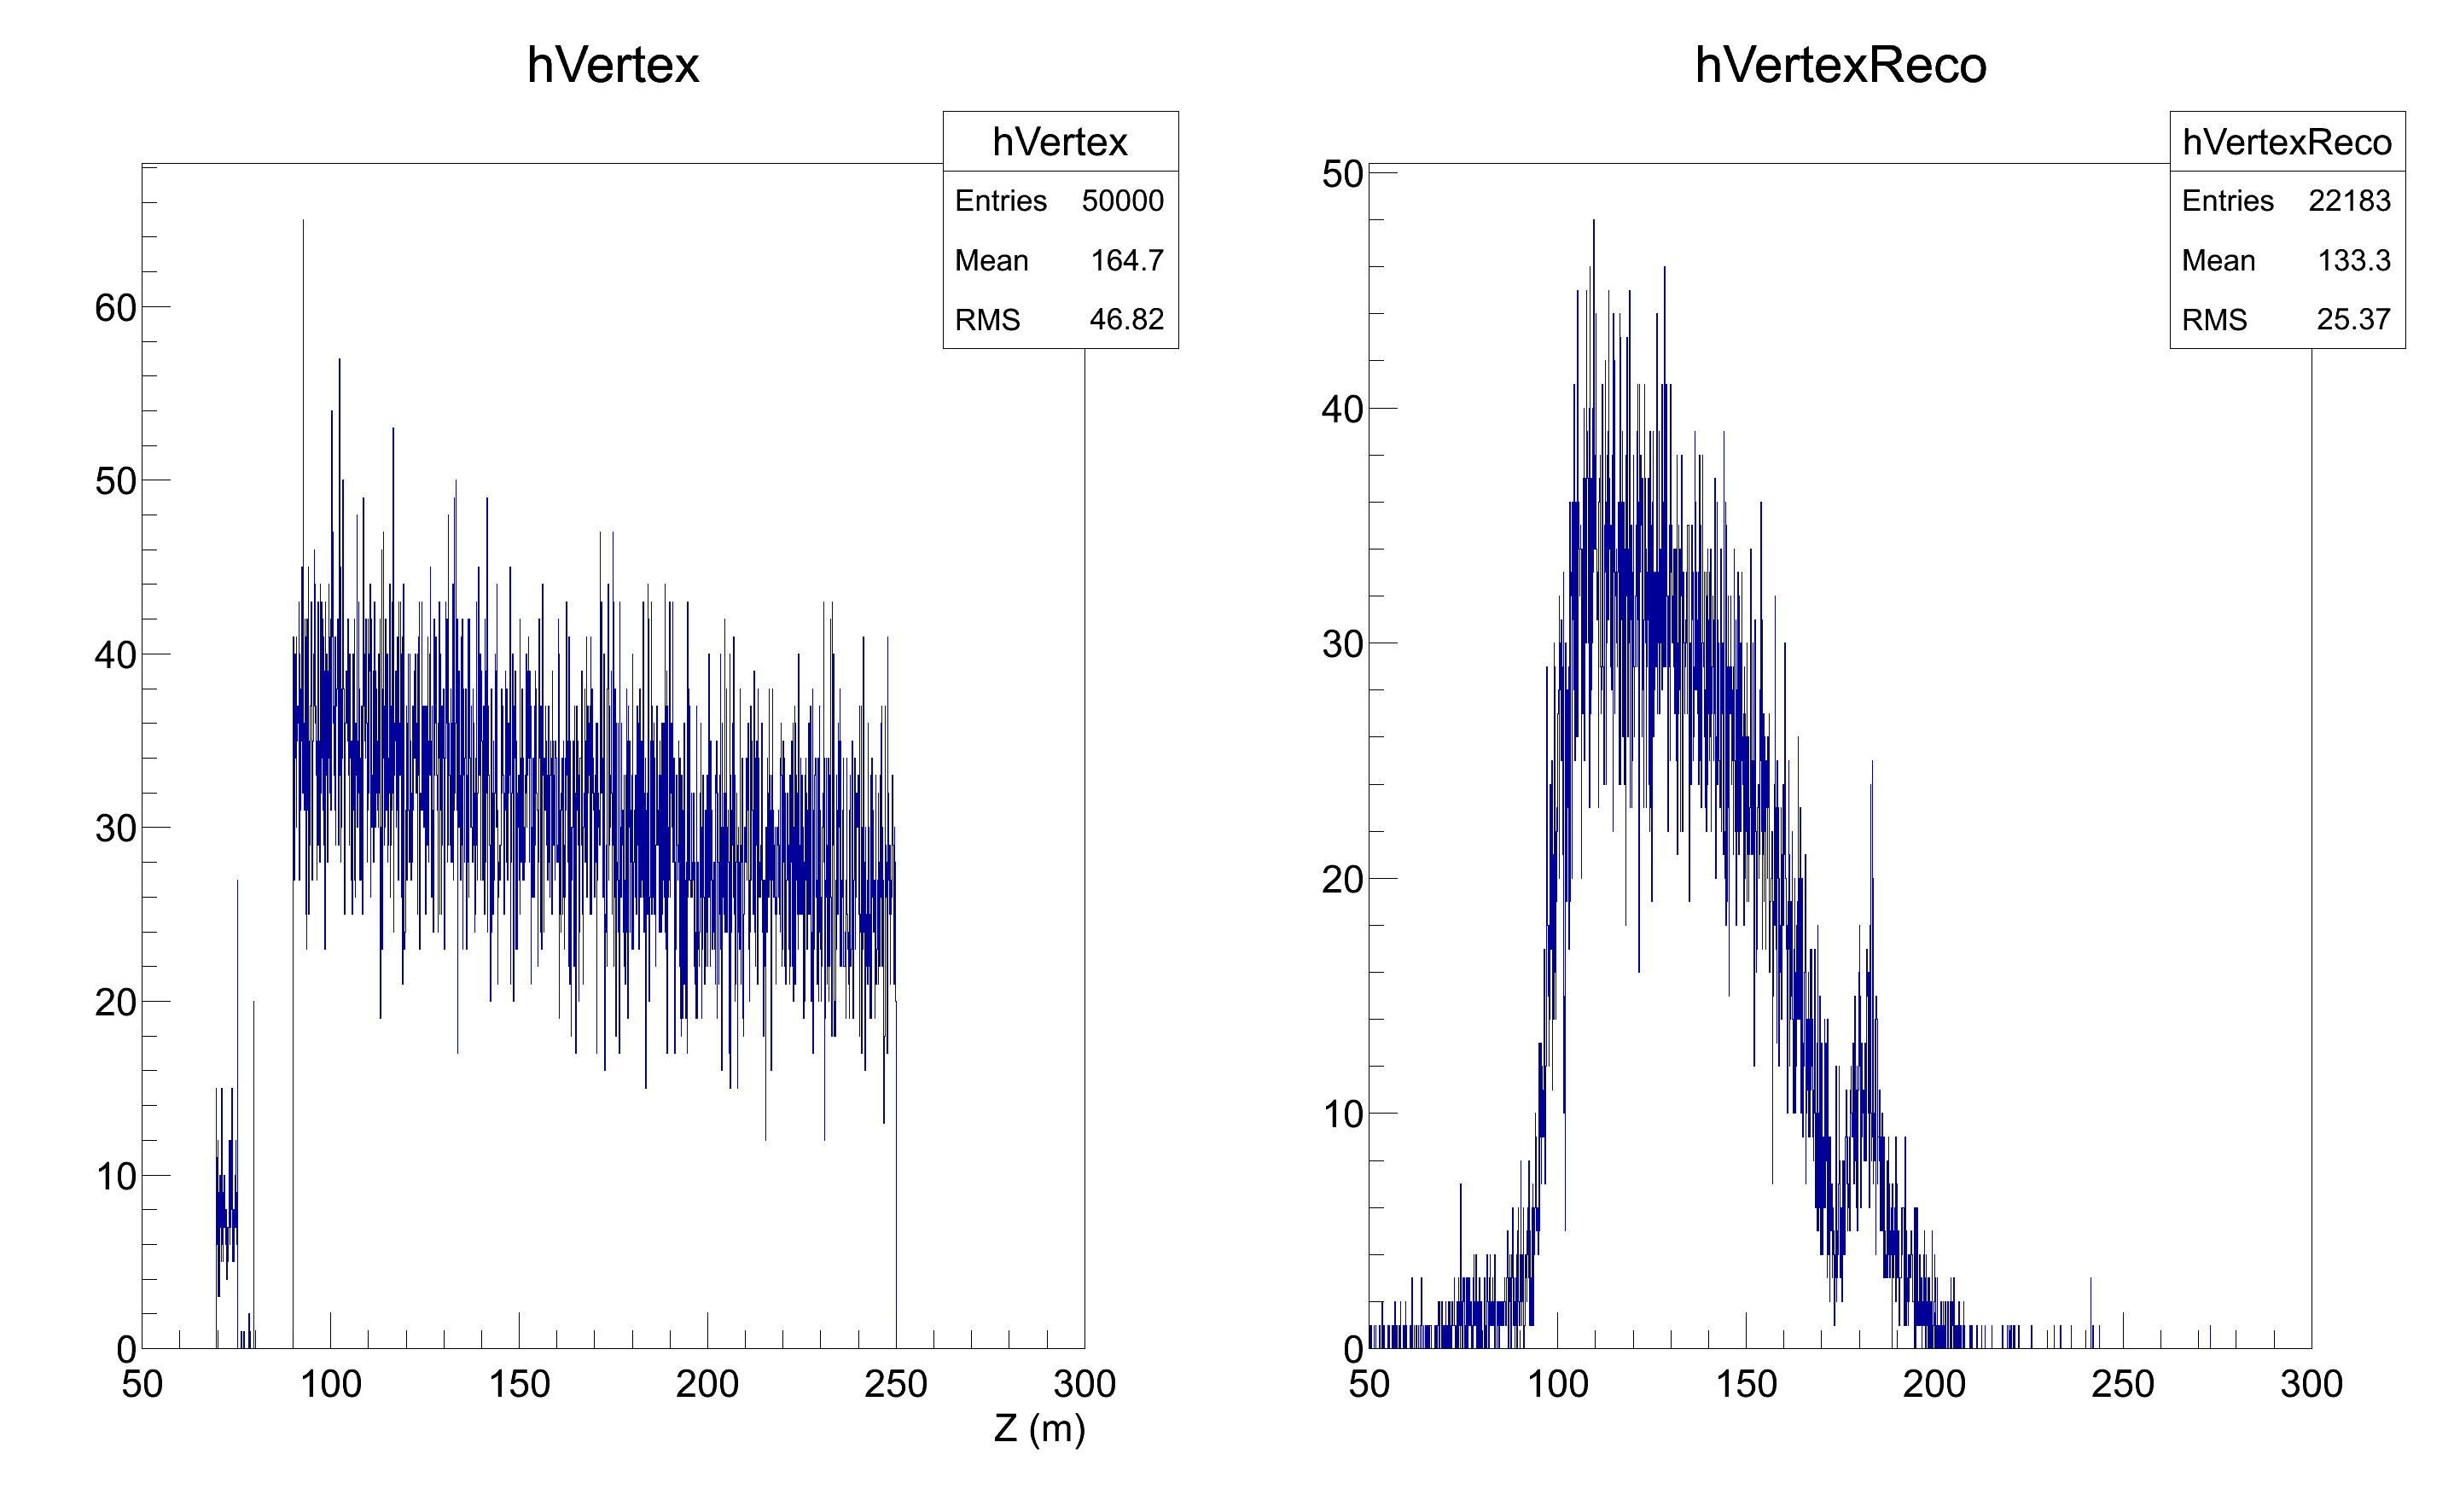 hVertex
hVertex
Entries 50000
Mean 164.7
RMS 46.82
60
50
40
30
20
10
0
50 100 150 200 250 300
Z (m)
hVertexReco
hVertexReco
Entries 22183
Mean 133.3
RMS 25.37
50
40
30
20
10
0
50 100 150 200 250 300